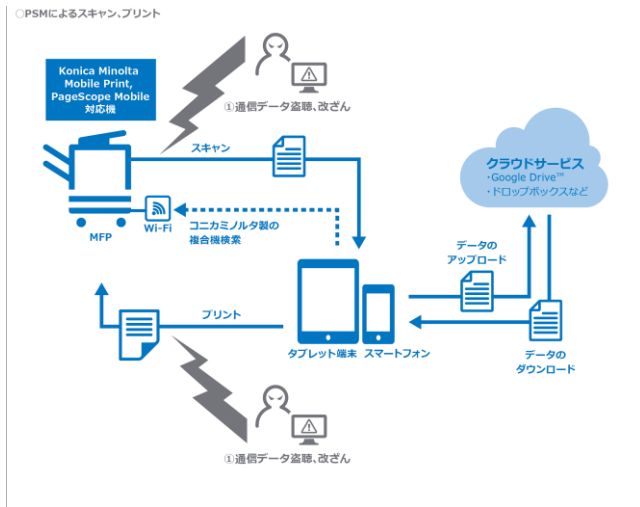 ○PSMによるスキャン、プリント
Konica Minolta
Mobile Print,
PageScope Mobile
対応機
①通信データ盗聴、改ざん
スキャン
クラウドサービス
・Google Drive™
・ドロップボックスなど
Wi-Fi
MFP
コニカミノルタ製の
複合機検索
データの
アップロード
プリント
タブレット端末
スマートフォン
データの
ダウンロード
①通信データ盗聴、改ざん